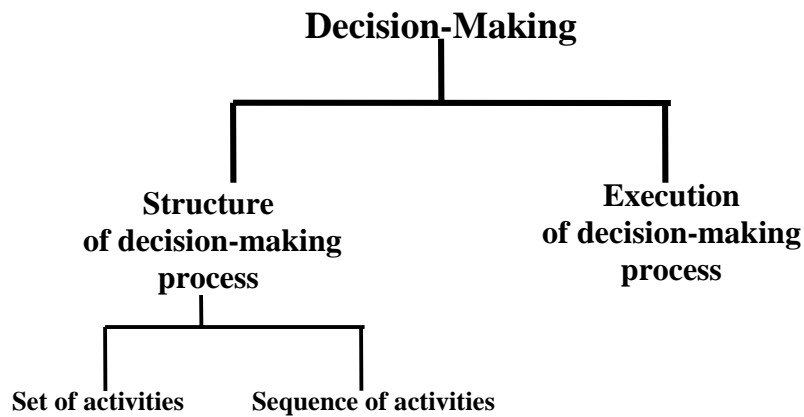 Decision-Making
Structure
of decision-making
process
Execution
of decision-making
process
Set of activities
Sequence of activities